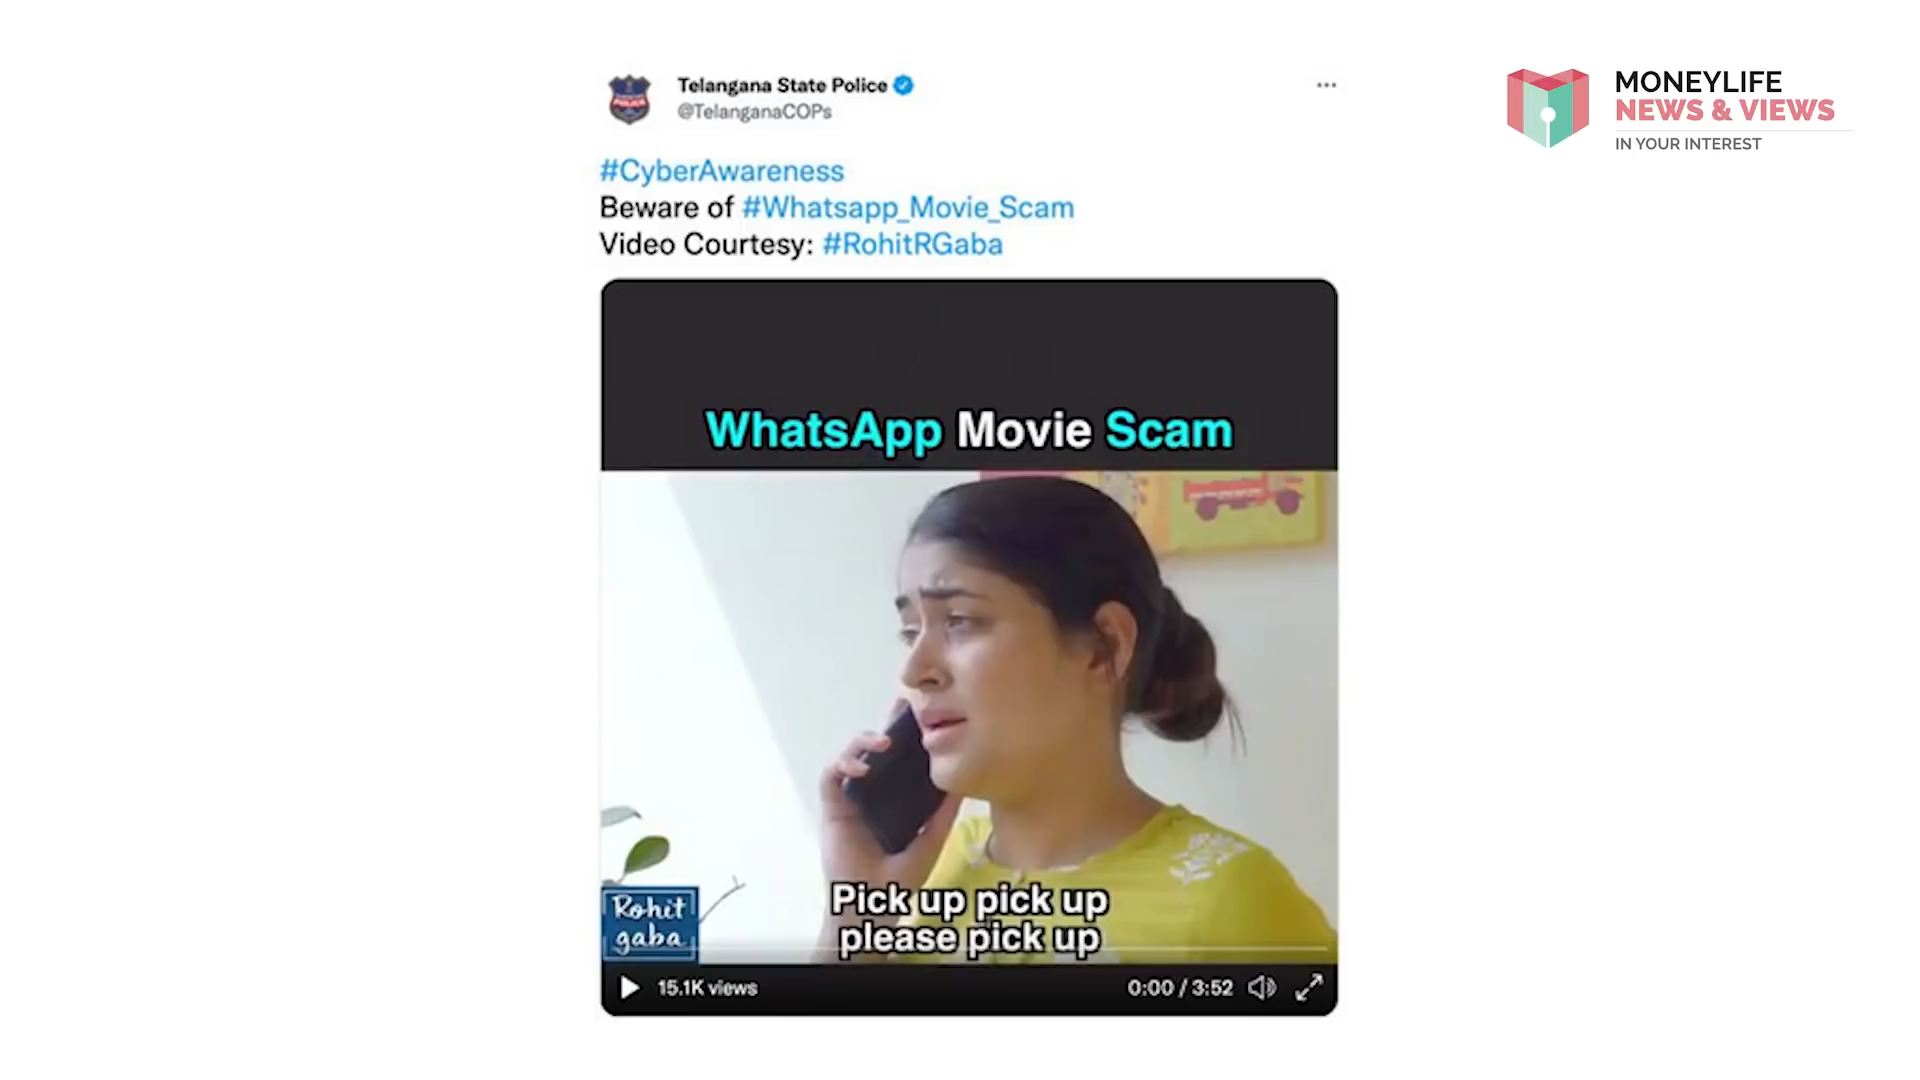 Telangana State Police
@TelanganaCOPs
#CyberAwareness
Beware of #Whatsapp_Movie_Scam
Video Courtesy: #RohitRGaba
WhatsApp Movie Scam
Pick up pick up
please pick up
Rohit
gaba
15.1K views
0:00 / 3:52
MONEYLIFE
NEWS & VIEWS
IN YOUR INTEREST